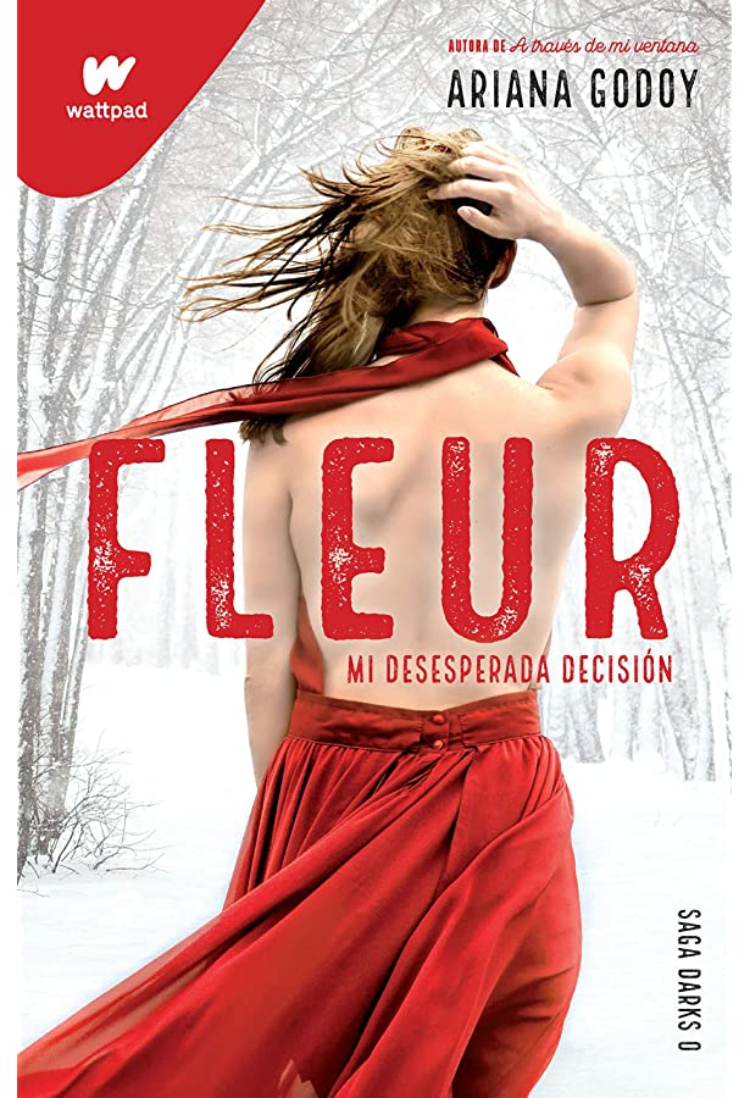 wattpad
AUTORA DE A través de mi ventana
ARIANA GODOY
FLEUR
MI DESESPERADA DECISIÓN
SAGA DARKS 0